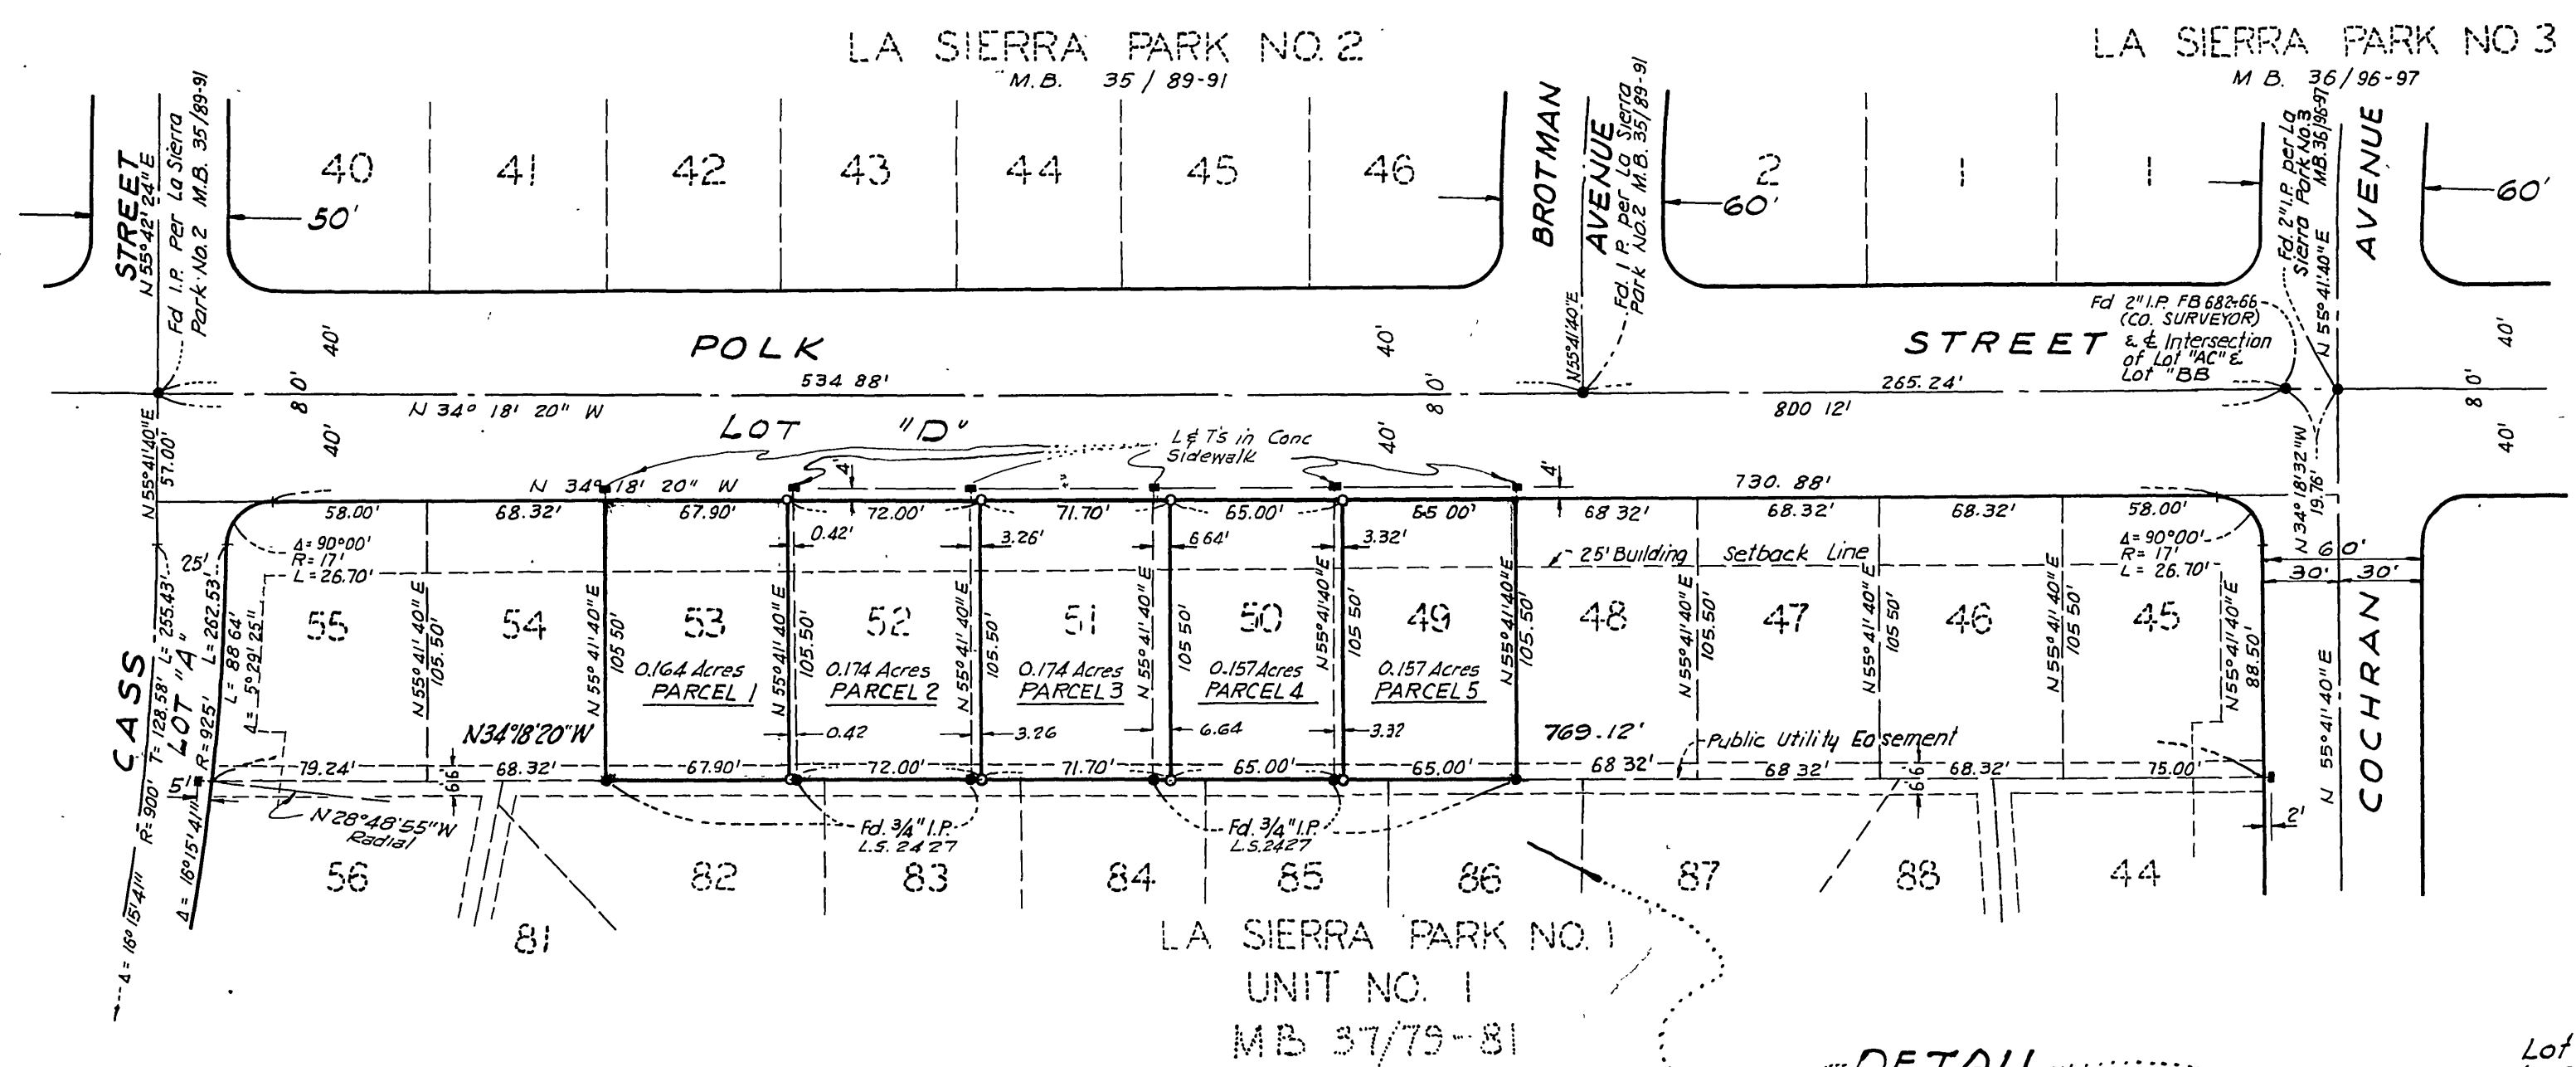 LA SIERRA PARK NO. 2
M.B. 35 / 89-91
LA SIERRA PARK NO 3
M B. 36/96-97
STREET
N 55° 42' 24" E
Fd I.P. Per La Sierra
Park No.2 M.B. 35/89-91
50'
40
41
42
43
44
45
46
BROTMAN
AVENUE
Fd. I P. per La Sierra
Park No.2 M.B. 35/89-91
60'
2
1
1
Fd. 2" I.P. per La
Sierra Park No.3
M.B. 36/96-97
N 55° 41' 40" E
AVENUE
60'
40'
POLK
40'
N 55° 41' 40" E
STREET
Fd 2" I.P. FB 682-66
(CO. SURVEYOR)
& ℄ Intersection
of Lot "AC" &
Lot "BB
40'
80'
534 88'
80'
265.24'
80'
N 34° 18' 20" W
800 12'
40'
LOT "D"
40'
40'
L & T's in Conc
Sidewalk
N 55° 41' 40" E
57.00'
N 34° 18' 20" W
4'
4'
730. 88'
N 34° 18' 32" W
19.76'
58.00'
68.32'
67.90'
72.00'
71.70'
65.00'
65 00'
68 32'
68.32'
68.32'
58.00'
0.42'
3.26'
6.64'
3.32'
Δ = 90° 00'
R = 17'
L = 26.70'
25'
25' Building Setback Line
Δ = 90° 00'
R = 17'
L = 26.70'
60'
30'
30'
CASS
LOT "A"
R = 900' T = 128.58' L = 255.43'
R = 925' L = 262.53'
L = 88 64'
Δ = 5° 29' 25"
Δ = 16° 15' 41"
Δ = 16° 15' 41"
55
N 55° 41' 40" E
105.50'
54
N 55° 41' 40" E
105 50'
53
0.164 Acres
PARCEL 1
N 55° 41' 40" E
105.50'
52
0.174 Acres
PARCEL 2
N 55° 41' 40" E
105.50'
51
0.174 Acres
PARCEL 3
N 55° 41' 40" E
105 50'
50
0.157 Acres
PARCEL 4
N 55° 41' 40" E
105 50'
49
0.157 Acres
PARCEL 5
N 55° 41' 40" E
105.50'
48
N 55° 41' 40" E
105.50'
47
N 55° 41' 40" E
105 50'
46
N 55° 41' 40" E
105 50'
45
N 55° 41' 40" E
88.50'
N 55° 41' 40" E
COCHRAN
N 34° 18' 20" W
0.42
3.26
6.64
3.32
769.12'
Public Utility Easement
79.24'
6' 6'
68.32'
67.90'
72.00'
71.70'
65.00'
65.00'
68 32'
68 32'
68.32'
6' 6'
75.00'
5'
2'
N 28° 48' 55" W
Radial
Fd. 3/4" I.P.
L.S. 2427
Fd. 3/4" I.P.
L.S. 2427
56
81
82
83
84
85
86
87
88
44
LA SIERRA PARK NO. 1
UNIT NO. 1
M B 37/79-81
DETAIL
Lot